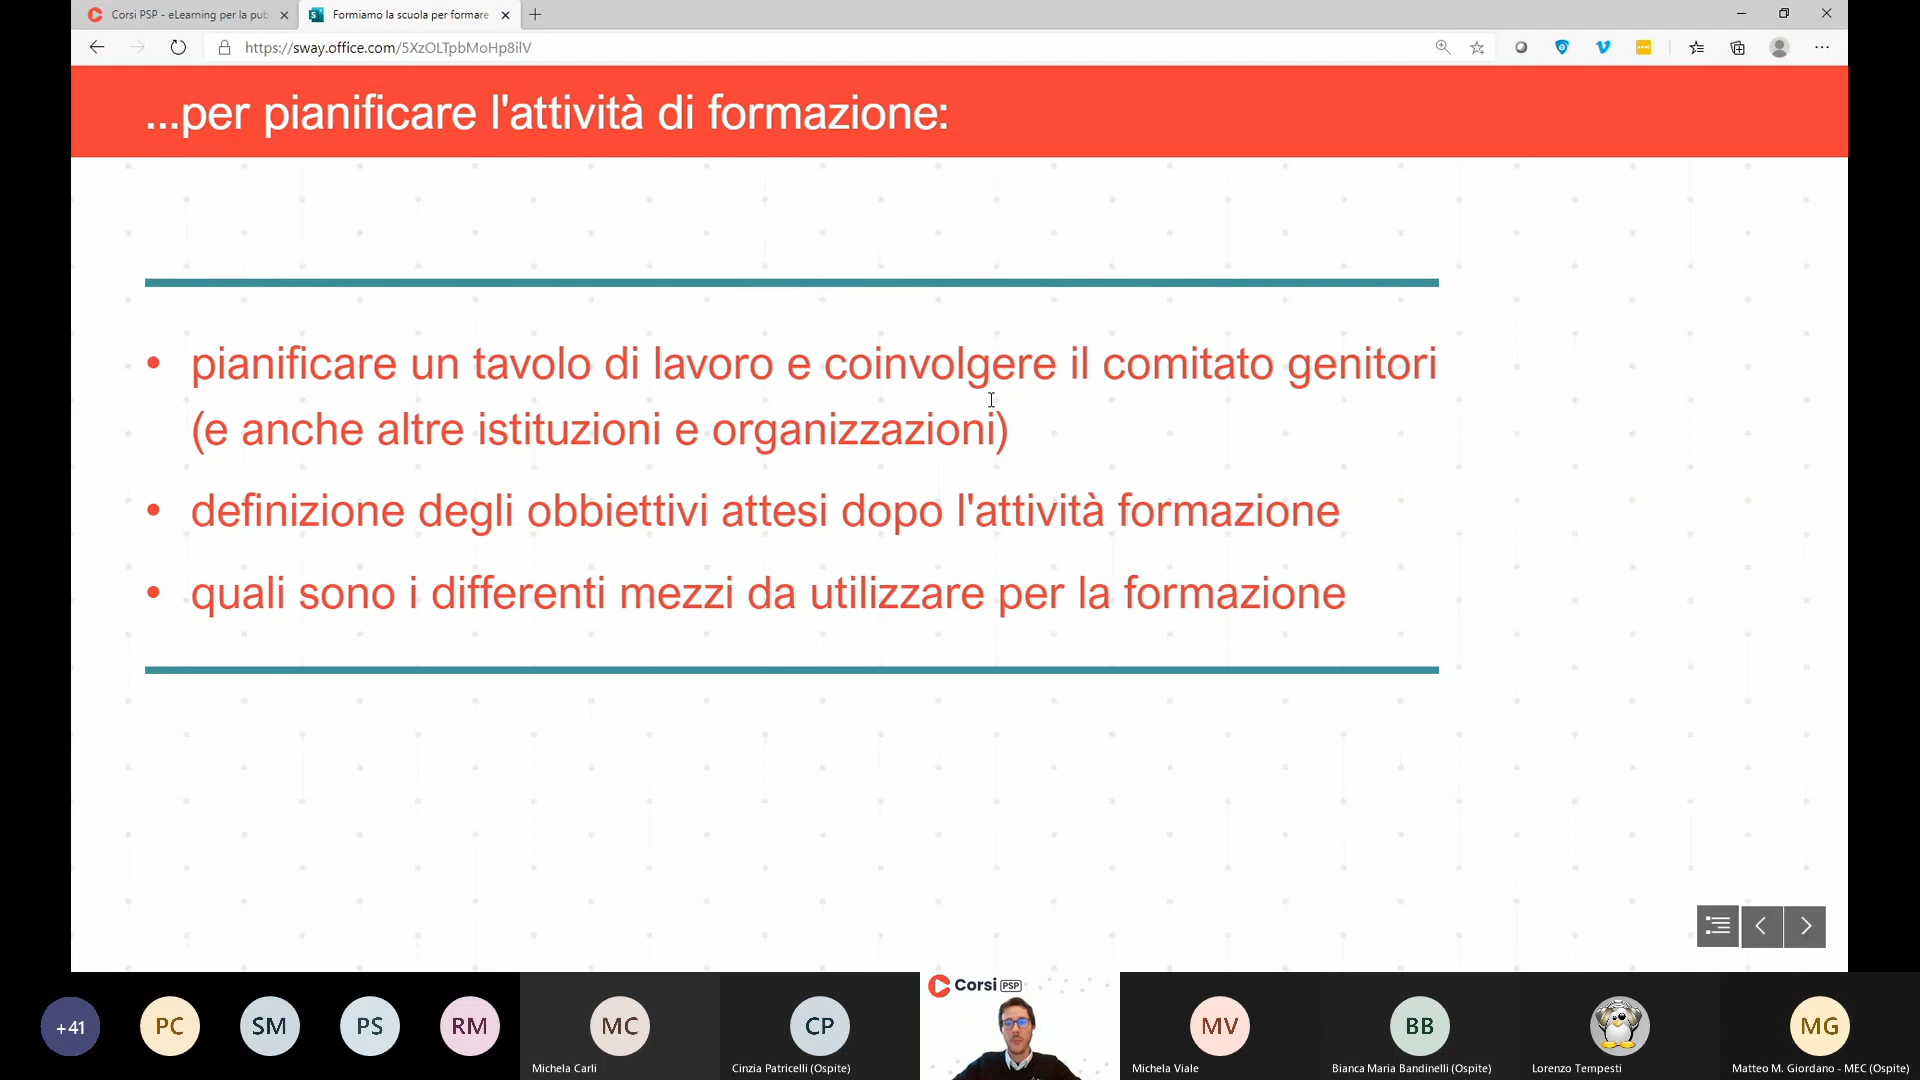 Corsi PSP - eLearning per la pub
Formiamo la scuola per formare
https://sway.office.com/5XzOLTpbMoHp8ilV
...per pianificare l'attività di formazione:
• pianificare un tavolo di lavoro e coinvolgere il comitato genitori
(e anche altre istituzioni e organizzazioni)
• definizione degli obbiettivi attesi dopo l'attività formazione
• quali sono i differenti mezzi da utilizzare per la formazione
+41
PC
SM
PS
RM
MC
Michela Carli
CP
Cinzia Patricelli (Ospite)
Corsi PSP
MV
Michela Viale
BB
Bianca Maria Bandinelli (Ospite)
Lorenzo Tempesti
MG
Matteo M. Giordano - MEC (Ospite)